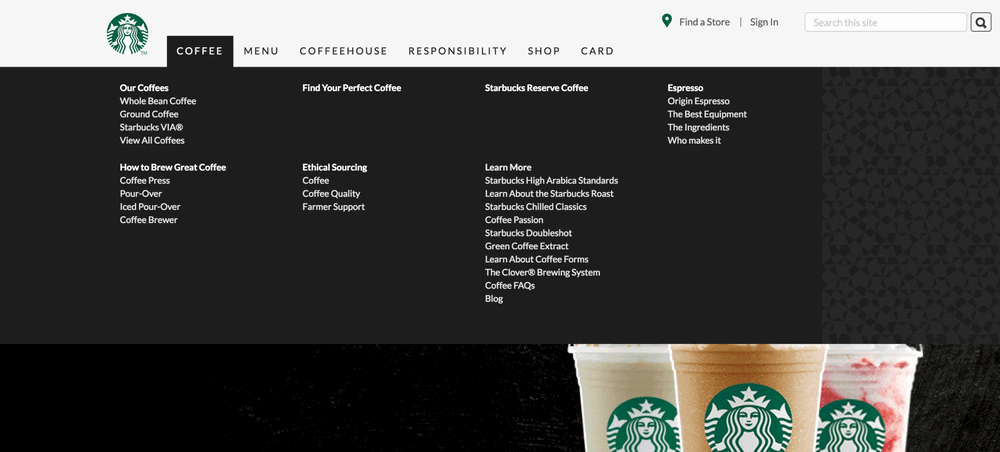 Find a Store | Sign In
Search this site
COFFEE MENU COFFEEHOUSE RESPONSIBILITY SHOP CARD
TM
Our Coffees
Whole Bean Coffee
Ground Coffee
Starbucks VIA®
View All Coffees
Find Your Perfect Coffee
Starbucks Reserve Coffee
Espresso
Origin Espresso
The Best Equipment
The Ingredients
Who makes it
How to Brew Great Coffee
Coffee Press
Pour-Over
Iced Pour-Over
Coffee Brewer
Ethical Sourcing
Coffee
Coffee Quality
Farmer Support
Learn More
Starbucks High Arabica Standards
Learn About the Starbucks Roast
Starbucks Chilled Classics
Coffee Passion
Starbucks Doubleshot
Green Coffee Extract
Learn About Coffee Forms
The Clover® Brewing System
Coffee FAQs
Blog